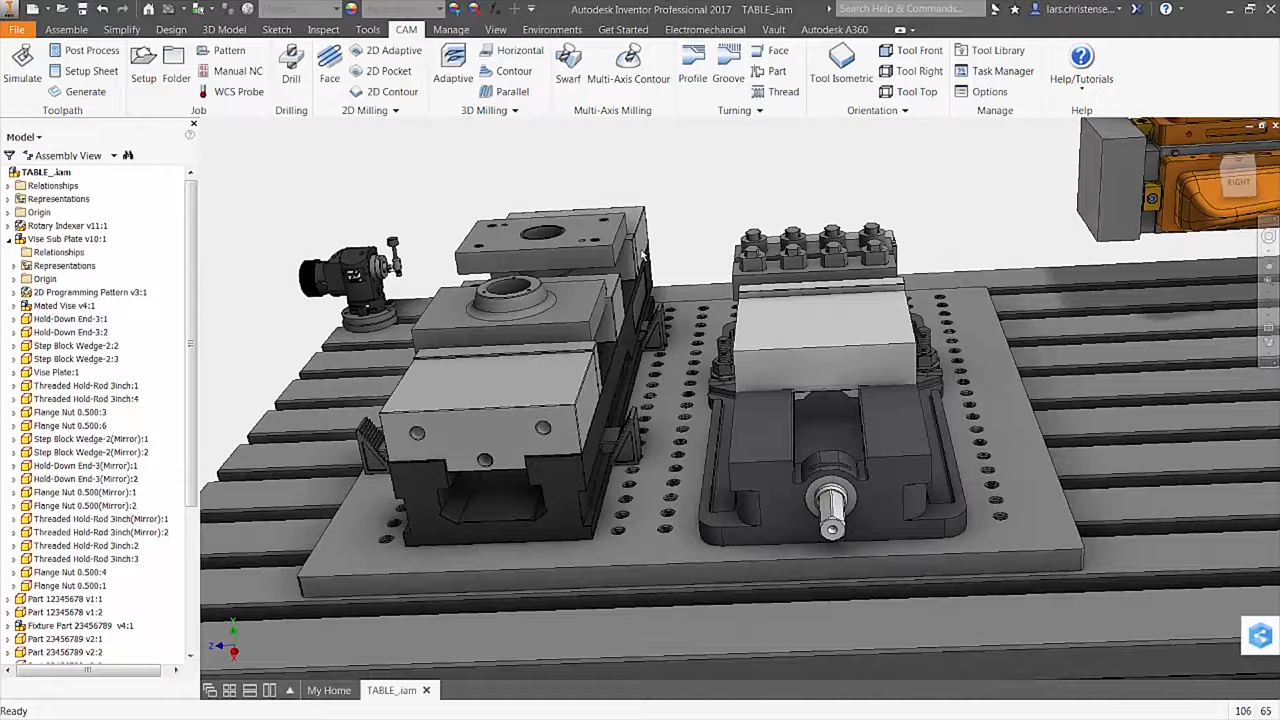 Autodesk Inventor Professional 2017 TABLE_.iam
Search Help & Commands...
lars.christense...
File Assemble Simplify Design 3D Model Sketch Inspect Tools CAM Manage View Environments Get Started Electromechanical Vault Autodesk A360
Simulate
Post Process
Setup Sheet
Generate
Toolpath
Setup
Folder
Pattern
Manual NC
WCS Probe
Job
Drill
Drilling
Face
2D Adaptive
2D Pocket
2D Contour
2D Milling
Adaptive
Horizontal
Contour
Parallel
3D Milling
Swarf
Multi-Axis Contour
Multi-Axis Milling
Profile
Groove
Face
Part
Thread
Turning
Tool Isometric
Tool Front
Tool Right
Tool Top
Orientation
Tool Library
Task Manager
Options
Manage
Help/Tutorials
Help
Model
Assembly View
TABLE_.iam
Relationships
Representations
Origin
Rotary Indexer v11:1
Vise Sub Plate v10:1
Relationships
Representations
Origin
2D Programming Pattern v3:1
Mated Vise v4:1
Hold-Down End-3:1
Hold-Down End-3:2
Step Block Wedge-2:2
Step Block Wedge-2:3
Vise Plate:1
Threaded Hold-Rod 3inch:1
Threaded Hold-Rod 3inch:4
Flange Nut 0.500:3
Flange Nut 0.500:6
Step Block Wedge-2(Mirror):1
Step Block Wedge-2(Mirror):2
Hold-Down End-3(Mirror):1
Hold-Down End-3(Mirror):2
Flange Nut 0.500(Mirror):1
Flange Nut 0.500(Mirror):2
Threaded Hold-Rod 3inch(Mirror):1
Threaded Hold-Rod 3inch(Mirror):2
Threaded Hold-Rod 3inch:2
Threaded Hold-Rod 3inch:3
Flange Nut 0.500:4
Flange Nut 0.500:1
Part 12345678 v1:1
Part 12345678 v1:2
Fixture Part 23456789 v4:1
Part 23456789 v2:1
Part 23456789 v2:2
RIGHT
Y
Z
X
My Home
TABLE_.iam
Ready
106 65